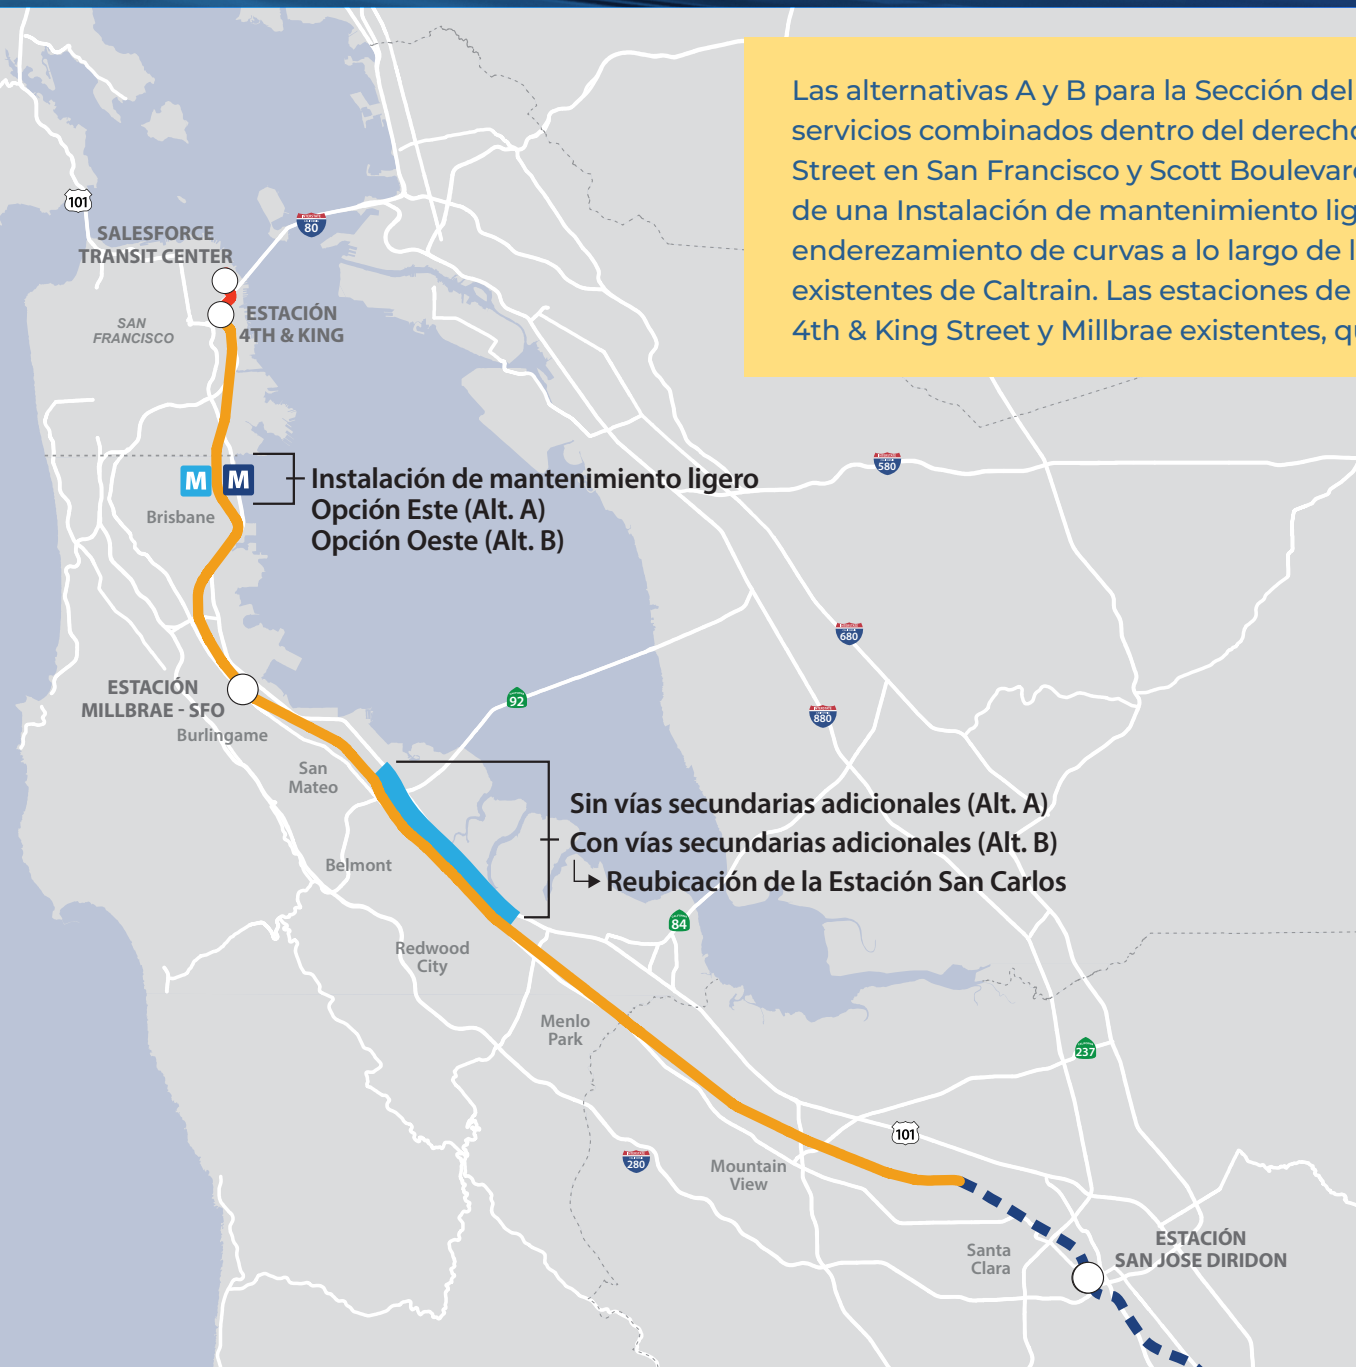 Las alternativas A y B para la Sección del
servicios combinados dentro del derecho
Street en San Francisco y Scott Boulevard
de una Instalación de mantenimiento lig
enderezamiento de curvas a lo largo de l
existentes de Caltrain. Las estaciones de
4th & King Street y Millbrae existentes, qu
101
80
SALESFORCE
TRANSIT CENTER
ESTACIÓN
4TH & KING
SAN
FRANCISCO
580
M M
Instalación de mantenimiento ligero
Opción Este (Alt. A)
Opción Oeste (Alt. B)
Brisbane
680
ESTACIÓN
MILLBRAE - SFO
92
880
Burlingame
San
Mateo
Sin vías secundarias adicionales (Alt. A)
Con vías secundarias adicionales (Alt. B)
Reubicación de la Estación San Carlos
Belmont
84
Redwood
City
Menlo
Park
237
101
280
Mountain
View
Santa
Clara
ESTACIÓN
SAN JOSE DIRIDON